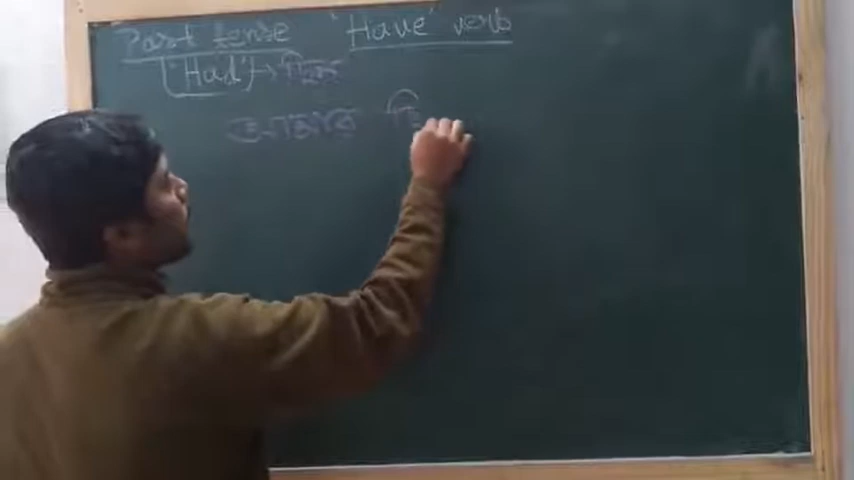 Past tense 'Have' verb
('Had') → ছিল
আমার ছি